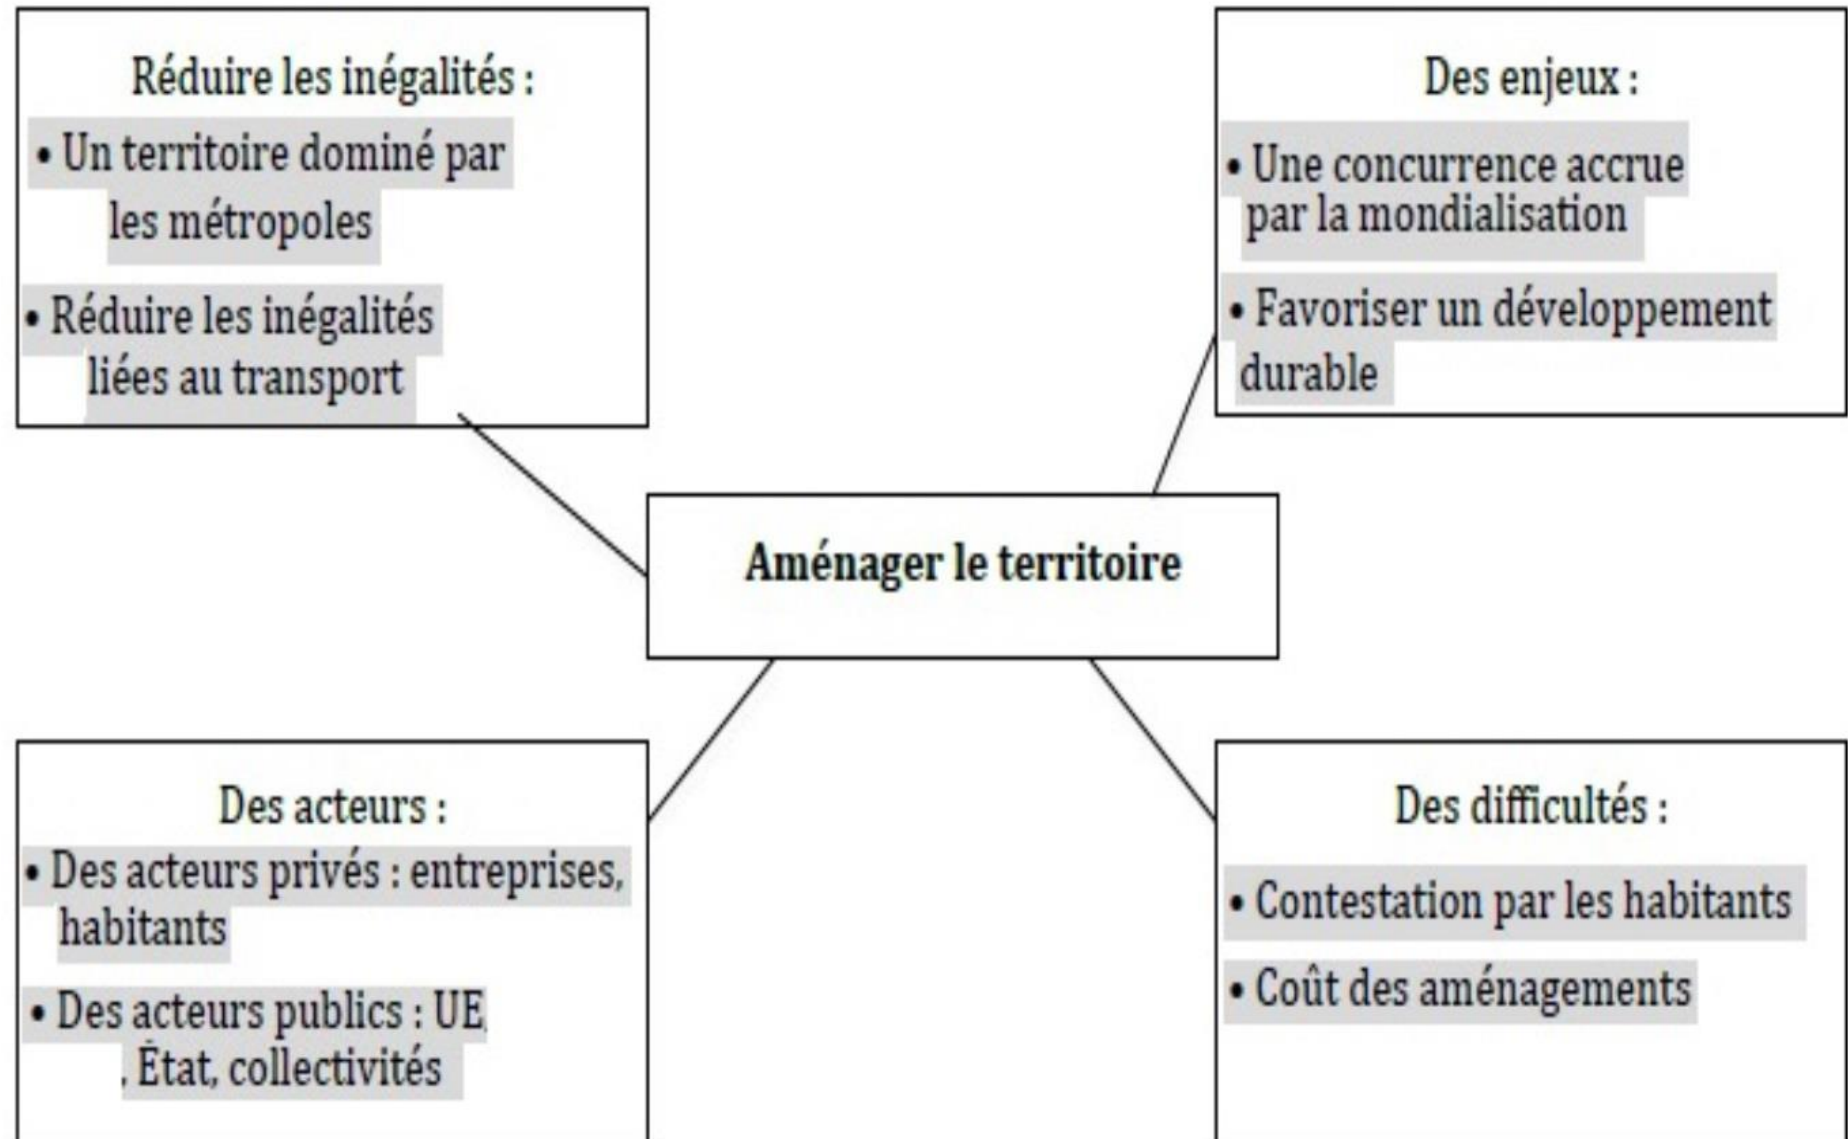 Réduire les inégalités :
• Un territoire dominé par
les métropoles
• Réduire les inégalités
liées au transport
Des enjeux :
• Une concurrence accrue
par la mondialisation
• Favoriser un développement
durable
Aménager le territoire
Des acteurs :
• Des acteurs privés : entreprises,
habitants
• Des acteurs publics : UE,
. État, collectivités
Des difficultés :
• Contestation par les habitants
• Coût des aménagements